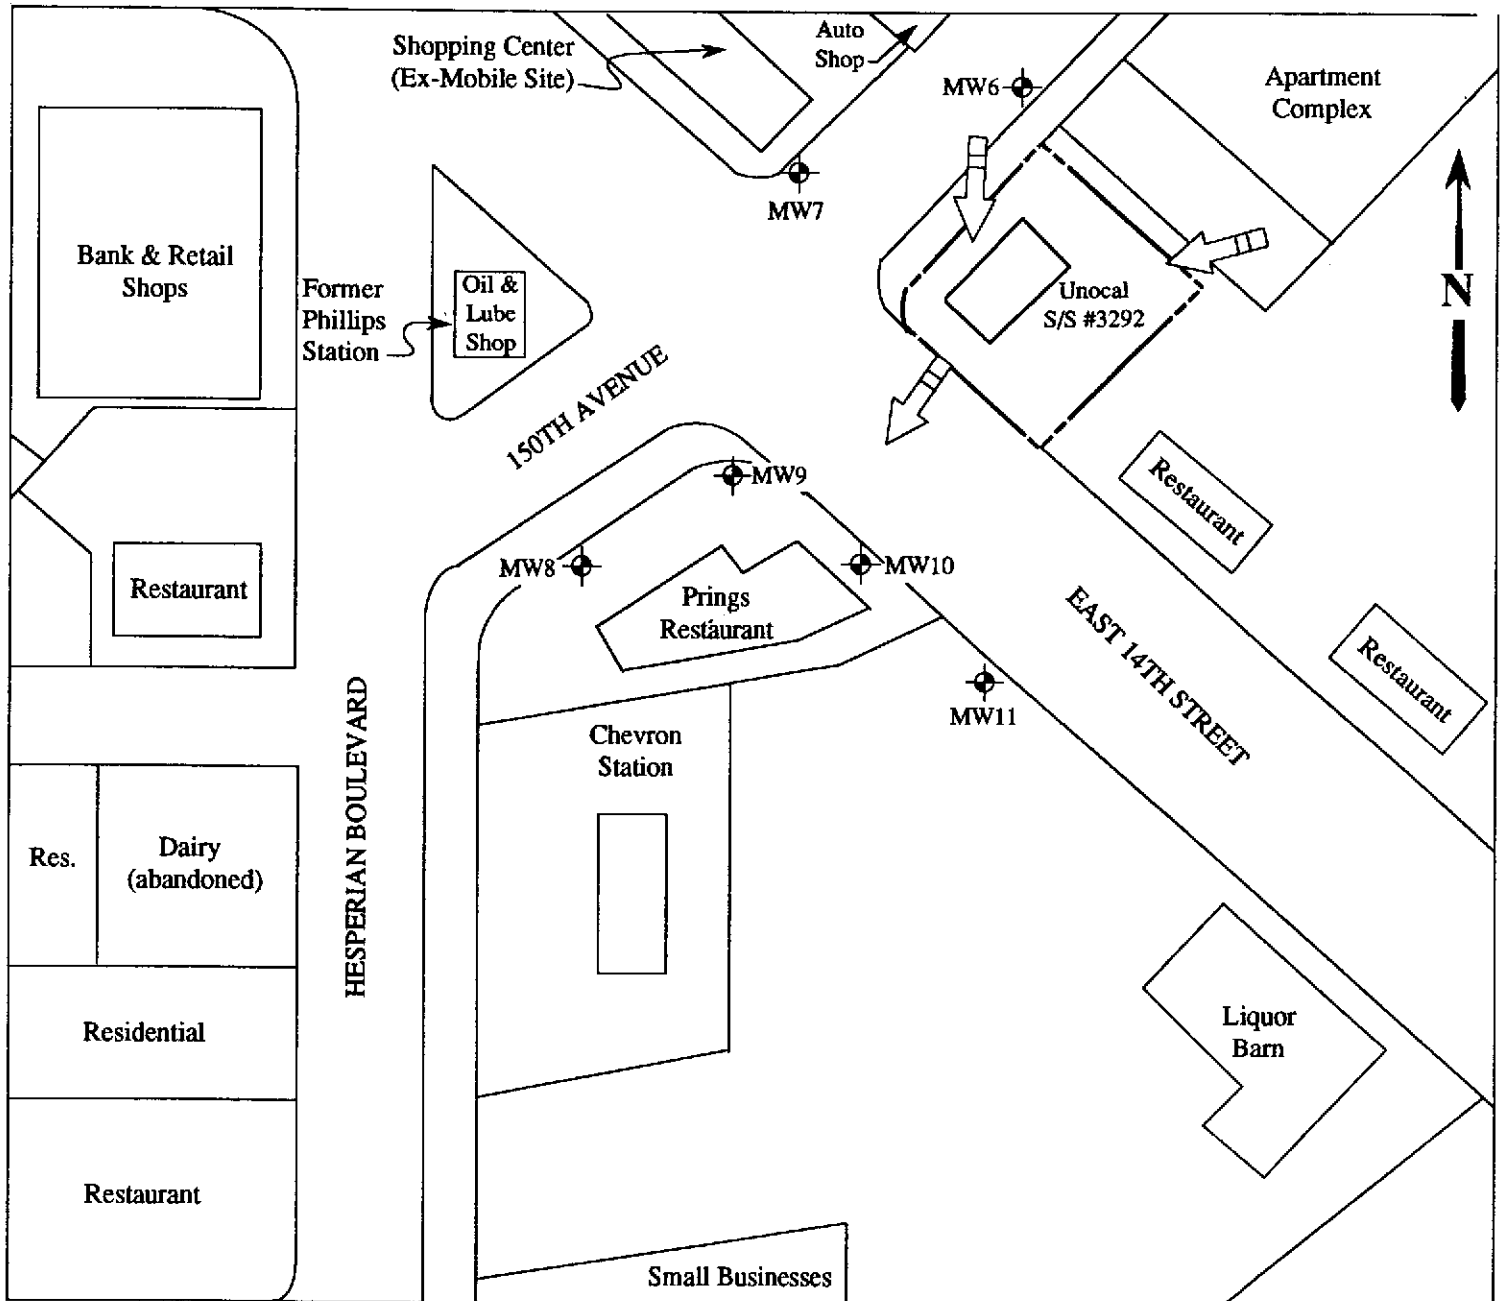 Shopping Center
(Ex-Mobile Site)
Auto
Shop
MW6
Apartment
Complex
MW7
Bank & Retail
Shops
Former
Phillips
Station
Oil &
Lube
Shop
Unocal
S/S #3292
N
150TH AVENUE
MW9
Restaurant
MW8
MW10
Restaurant
Prings
Restaurant
EAST 14TH STREET
Restaurant
MW11
HESPERIAN BOULEVARD
Chevron
Station
Res.
Dairy
(abandoned)
Residential
Liquor
Barn
Restaurant
Small Businesses